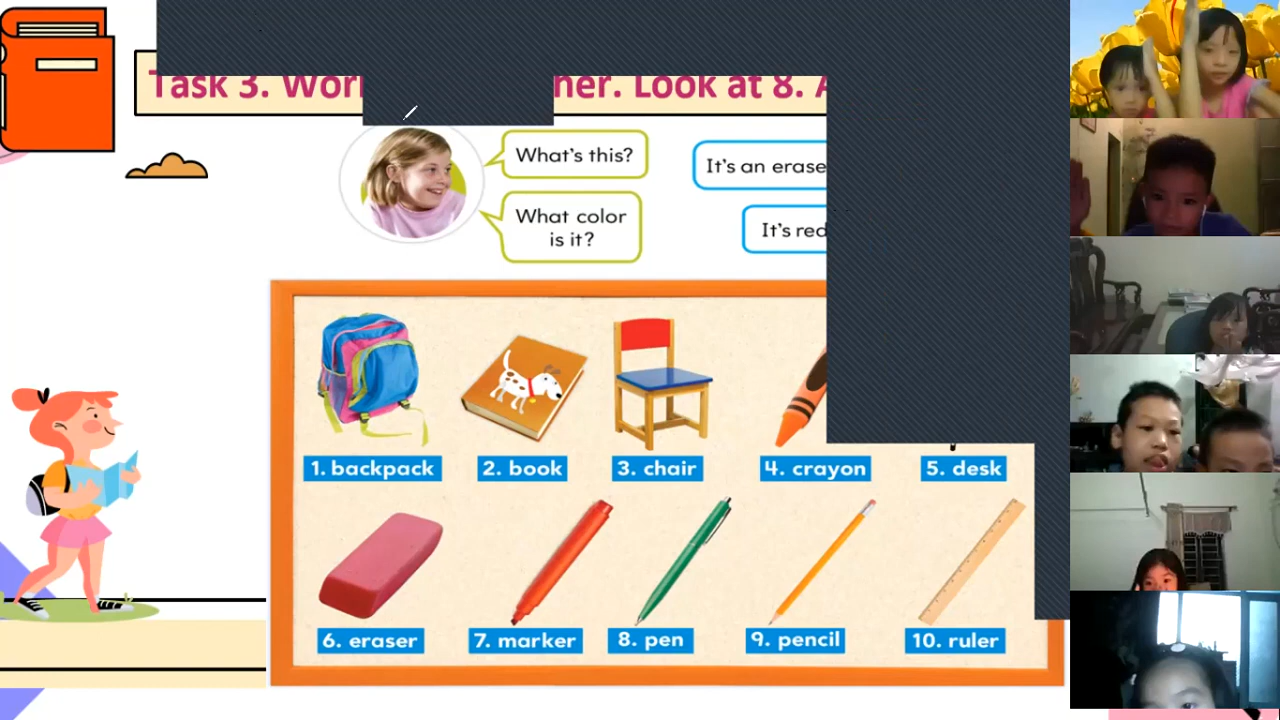 Task 3. Wor ner. Look at 8. A
What's this?
It's an erase
What color
is it?
It's red
1. backpack
2. book
3. chair
4. crayon
5. desk
6. eraser
7. marker
8. pen
9. pencil
10. ruler